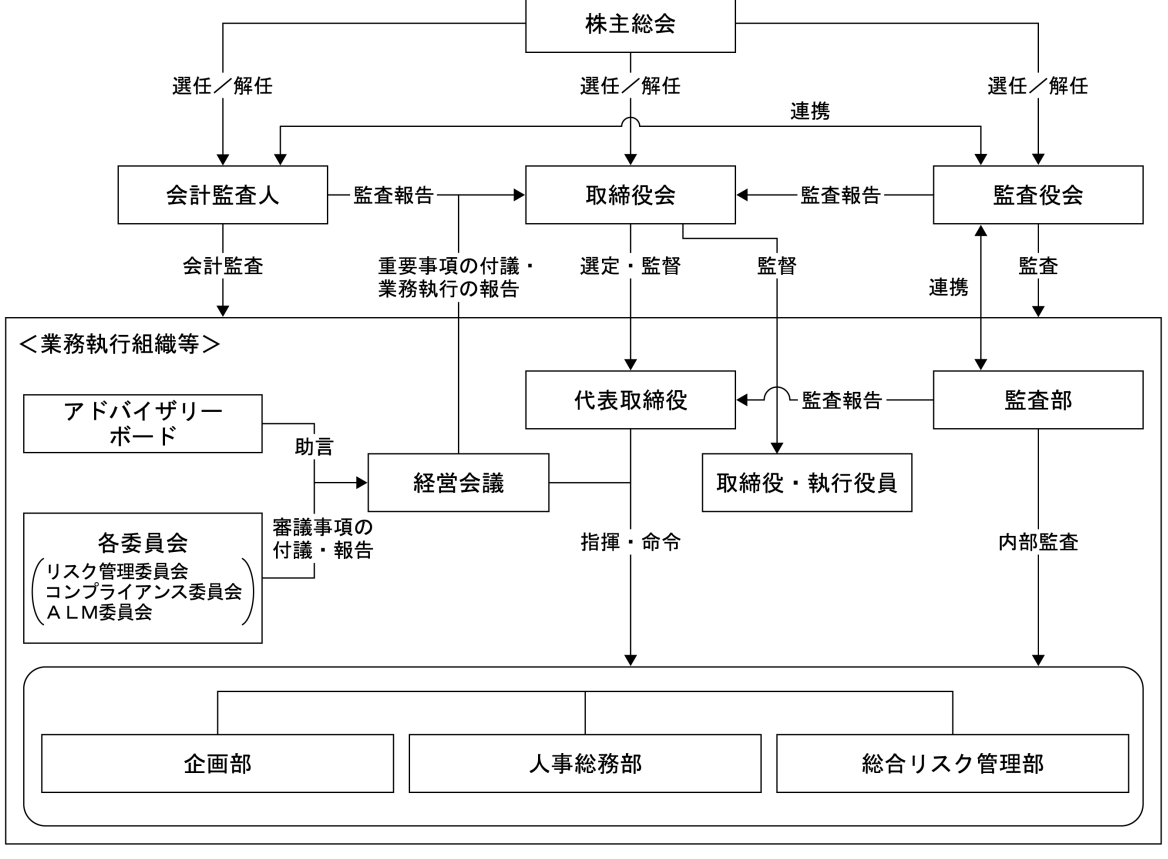 株主総会
選任／解任
選任／解任
選任／解任
連携
会計監査人
監査報告
取締役会
監査報告
監査役会
会計監査
重要事項の付議・
業務執行の報告
選定・監督
監督
連携
監査
＜業務執行組織等＞
アドバイザリー
ボード
助言
代表取締役
監査報告
監査部
経営会議
取締役・執行役員
各委員会
リスク管理委員会
コンプライアンス委員会
ＡＬＭ委員会
審議事項の
付議・報告
指揮・命令
内部監査
企画部
人事総務部
総合リスク管理部